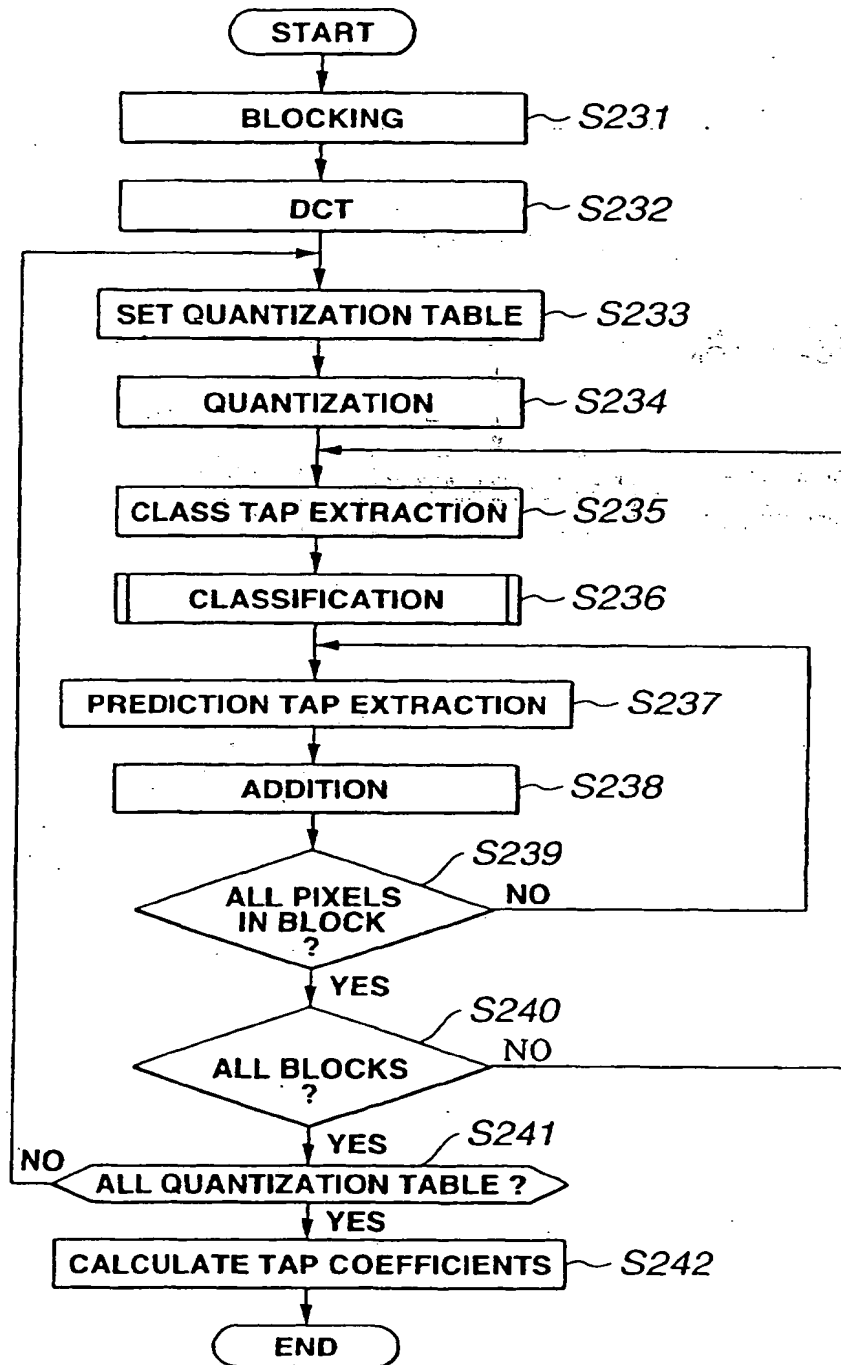 START
BLOCKING S231
DCT S232
SET QUANTIZATION TABLE S233
QUANTIZATION S234
CLASS TAP EXTRACTION S235
CLASSIFICATION S236
PREDICTION TAP EXTRACTION S237
ADDITION S238
S239
ALL PIXELS
IN BLOCK
?
NO
YES
S240
ALL BLOCKS
?
NO
YES
S241
NO
ALL QUANTIZATION TABLE ?
YES
CALCULATE TAP COEFFICIENTS S242
END